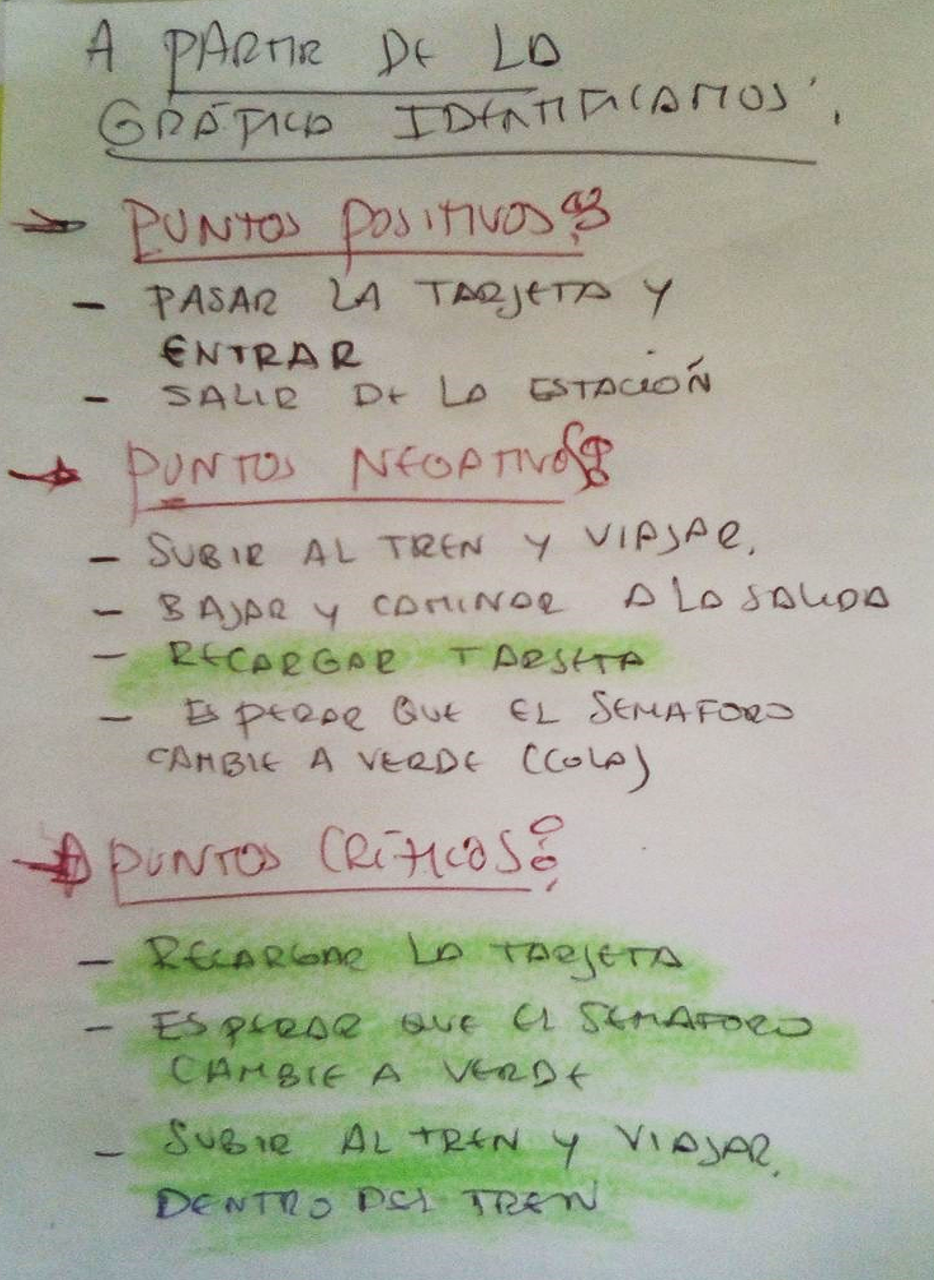 A PARTIR DE LA
GRÁFICA IDENTIFICAMOS:
PUNTOS POSITIVOS:
- PASAR LA TARJETA Y
ENTRAR
- SALIR DE LA ESTACIÓN
PUNTOS NEGATIVOS:
- SUBIR AL TREN Y VIAJAR.
- BAJAR Y CAMINAR A LA SALIDA
- RECARGAR TARJETA
- ESPERAR QUE EL SEMAFORO
CAMBIE A VERDE (COLA)
PUNTOS CRÍTICOS:
- RECARGAR LA TARJETA
- ESPERAR QUE EL SEMAFORO
CAMBIE A VERDE
- SUBIR AL TREN Y VIAJAR.
DENTRO DEL TREN